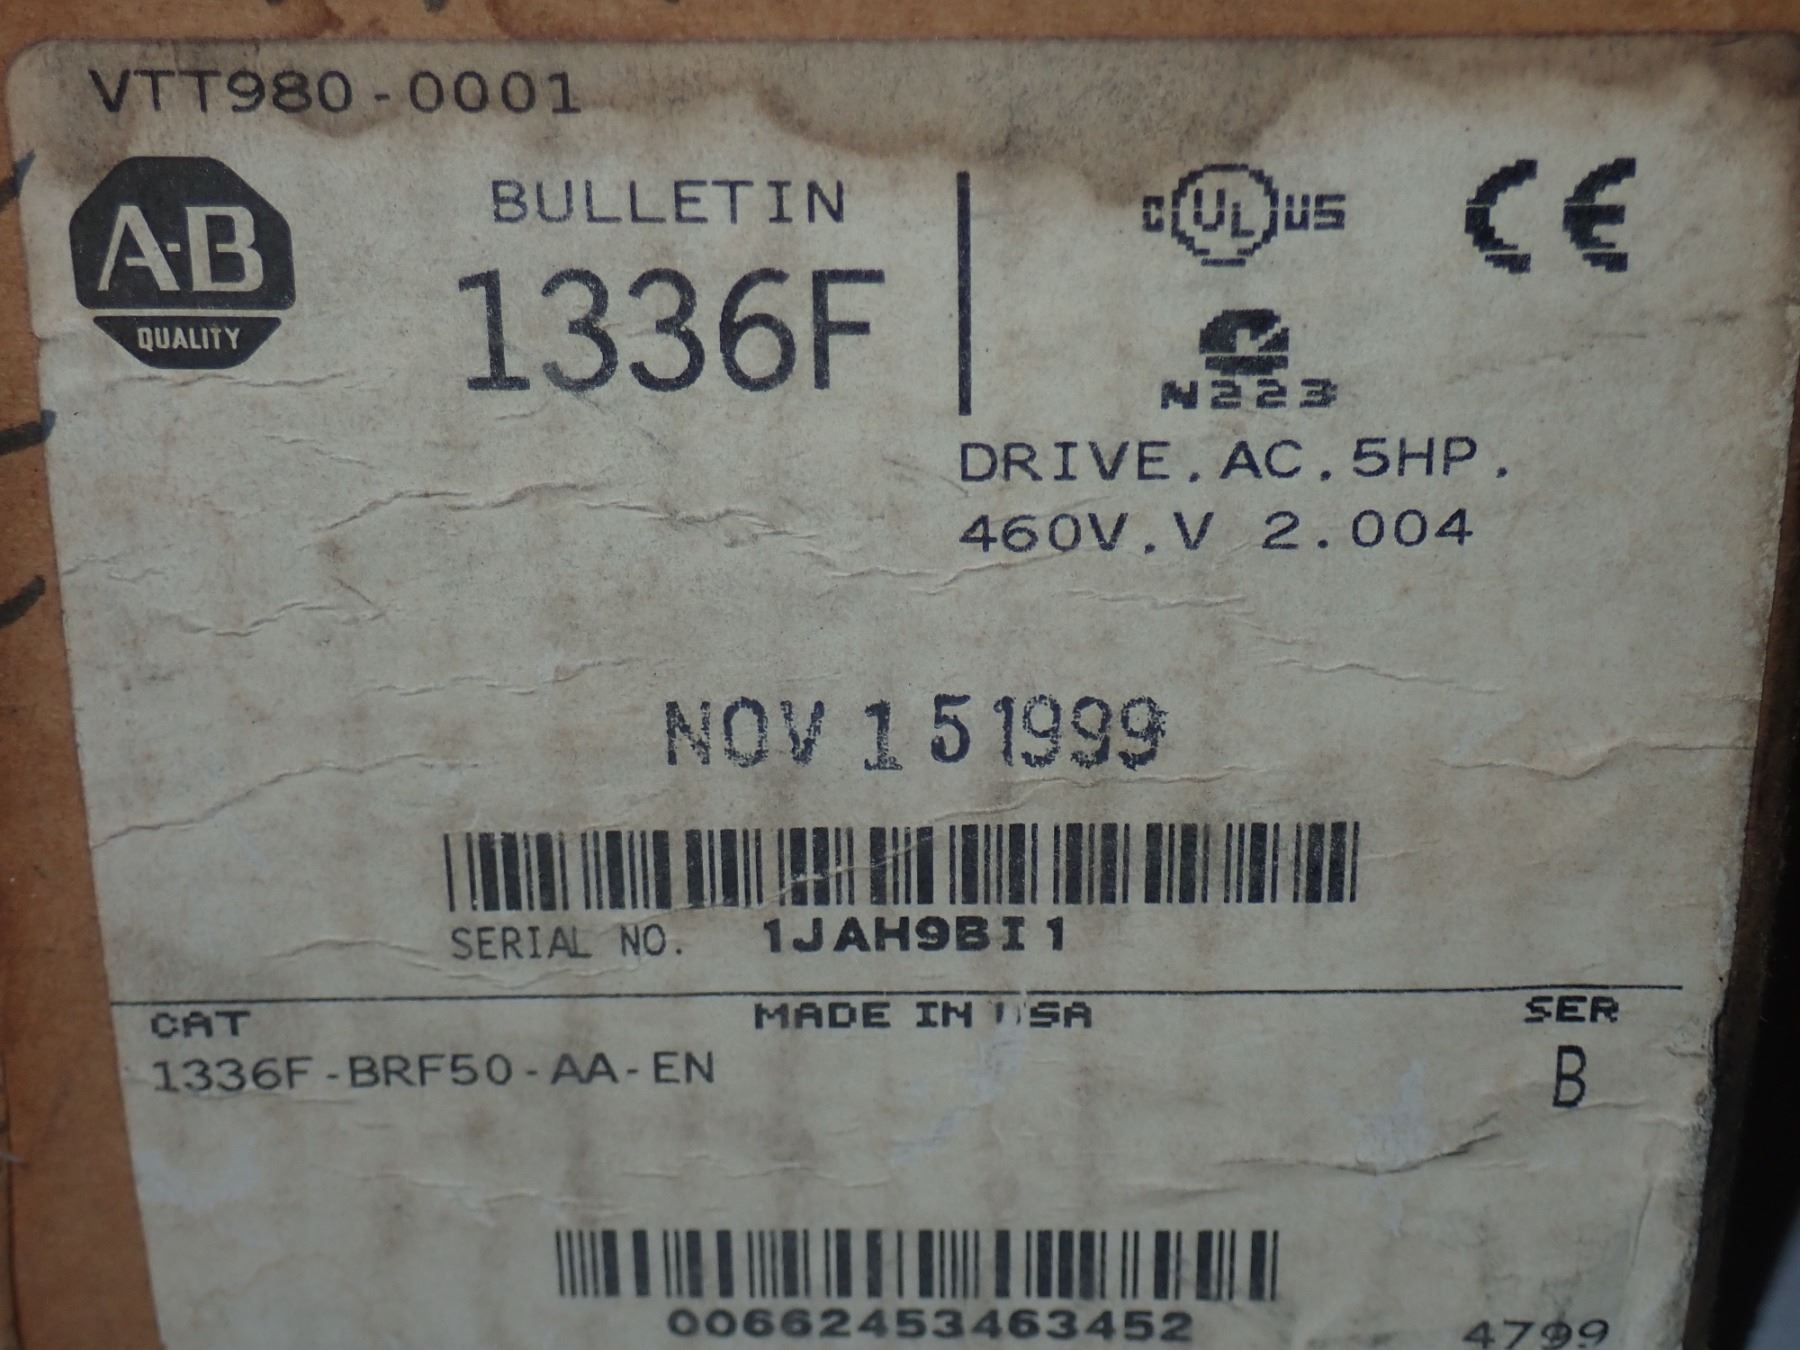 VTT980-0001
A-B
QUALITY
BULLETIN
1336F
C UL US
CE
N223
DRIVE,AC,5HP,
460V,V 2.004
NOV 15 1999
SERIAL NO. 1JAH9BI1
CAT
MADE IN USA
SER
1336F-BRF50-AA-EN
B
00662453463452
4799